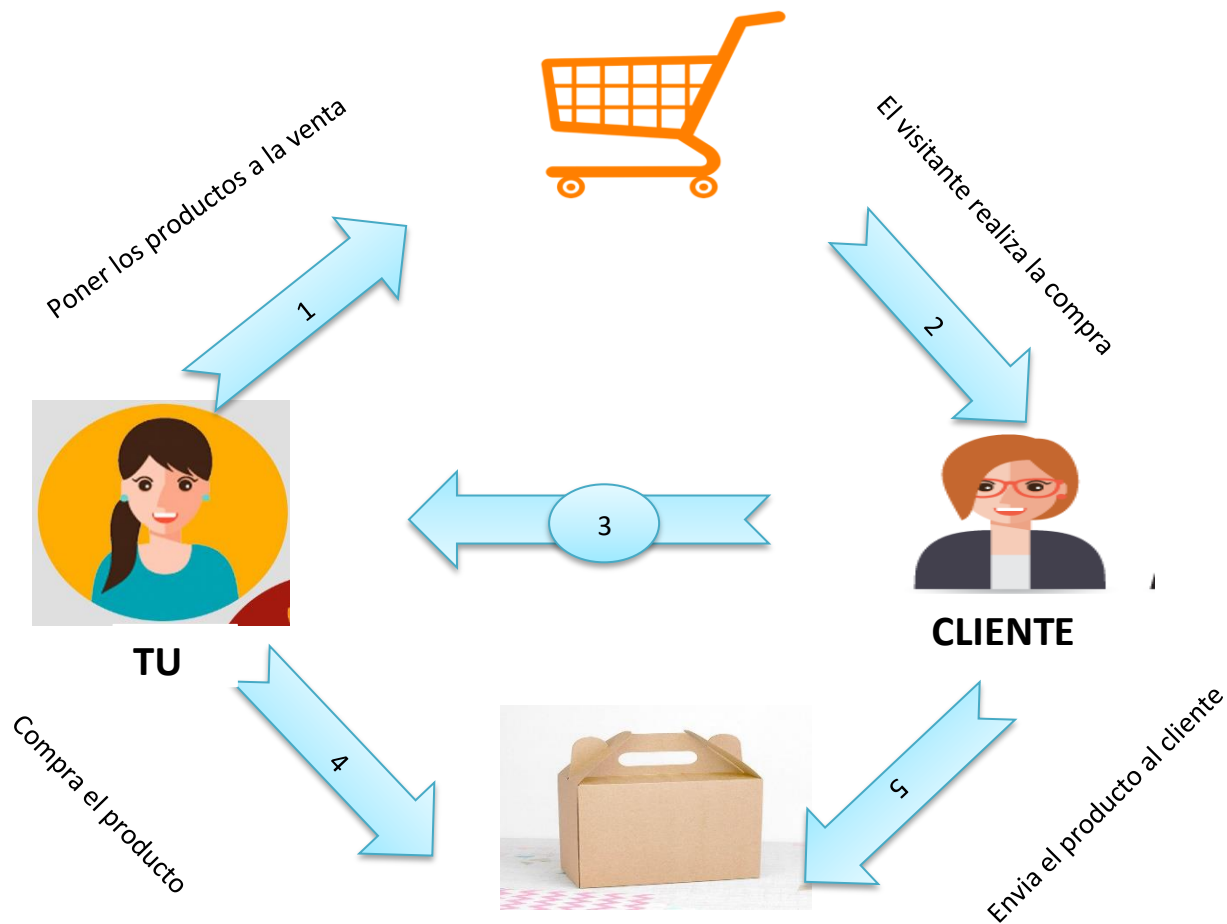 Poner los productos a la venta
1
El visitante realiza la compra
2
3
TU
CLIENTE
Compra el producto
4
5
Envia el producto al cliente